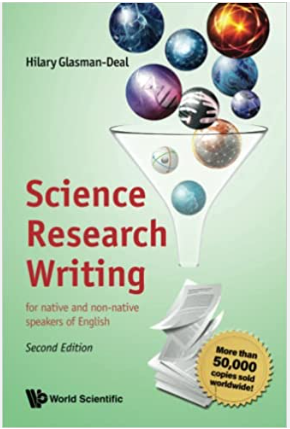 Hilary Glasman-Deal
Science
Research
Writing
for native and non-native
speakers of English
Second Edition
More than
50,000
copies sold
worldwide!
World Scientific